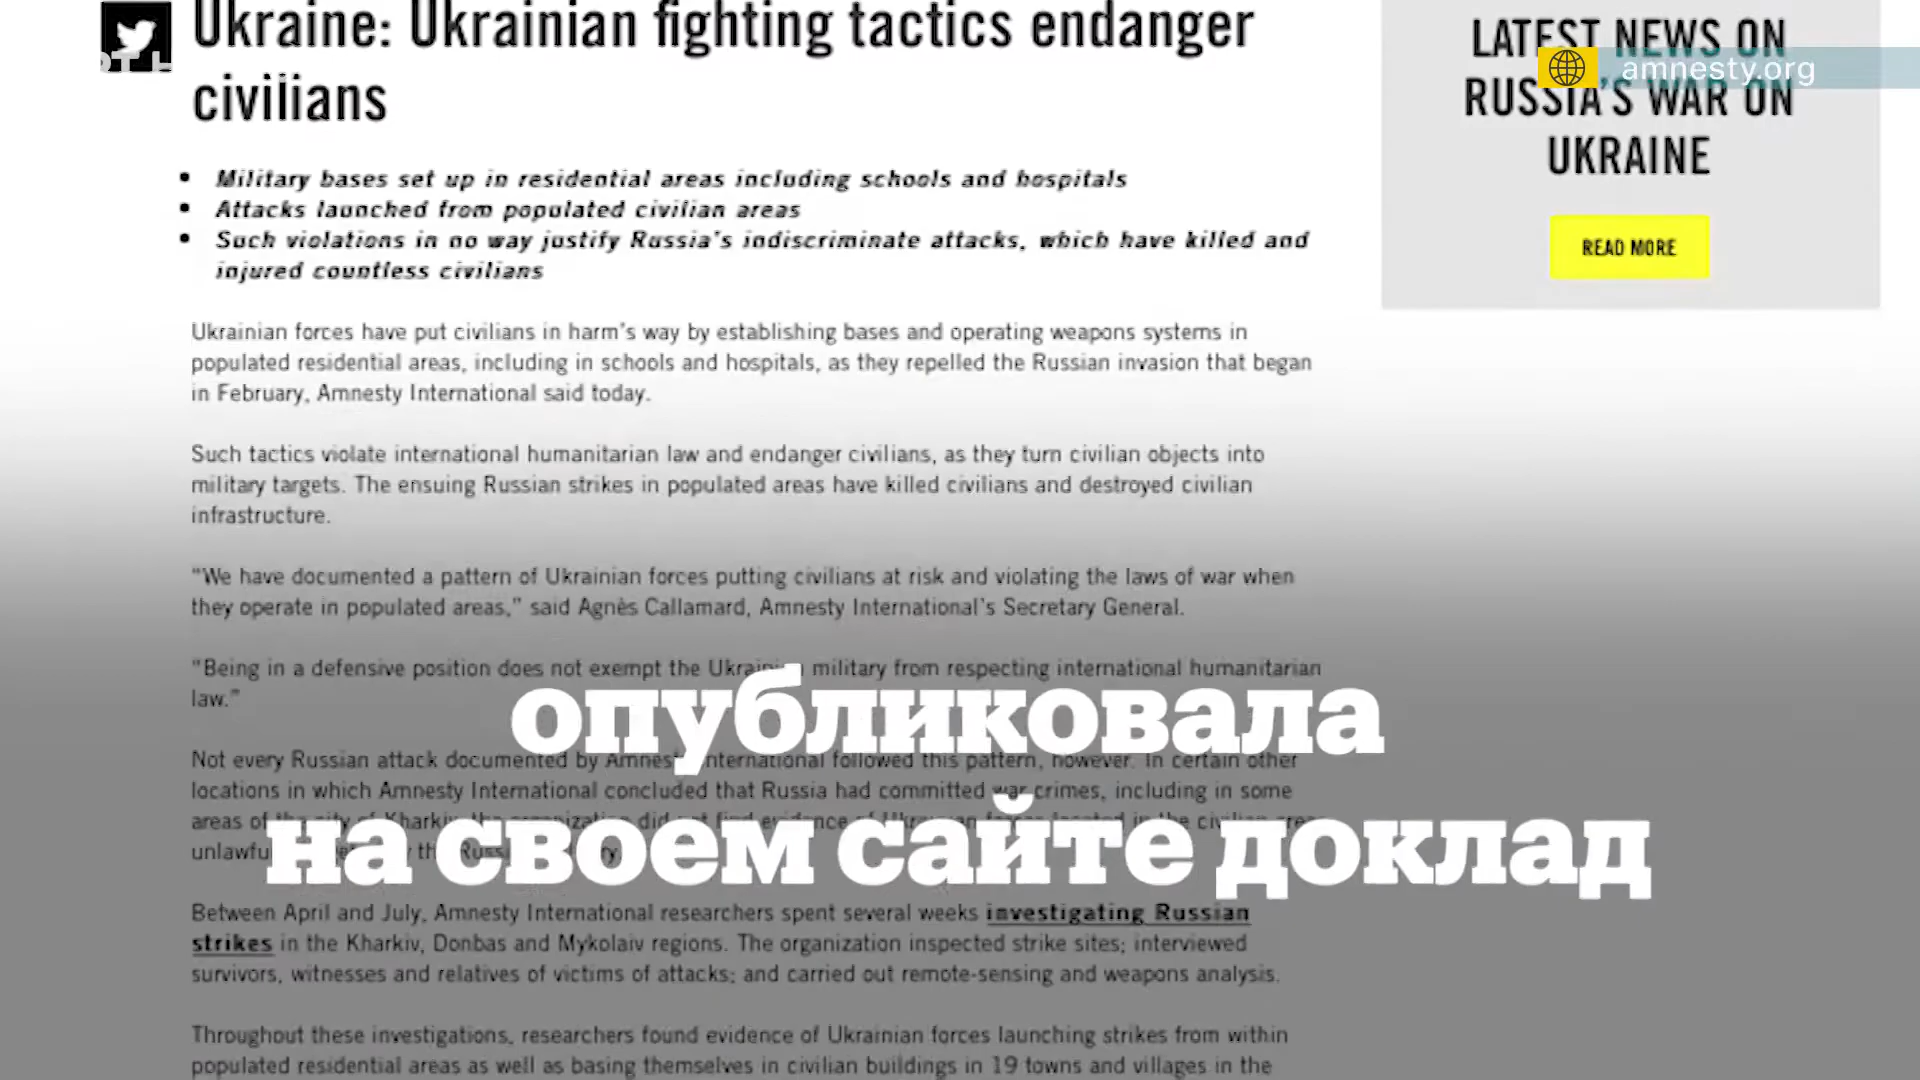 Ukraine: Ukrainian fighting tactics endanger
civilians
• Military bases set up in residential areas including schools and hospitals
• Attacks launched from populated civilian areas
• Such violations in no way justify Russia's indiscriminate attacks, which have killed and
injured countless civilians
Ukrainian forces have put civilians in harm's way by establishing bases and operating weapons systems in
populated residential areas, including in schools and hospitals, as they repelled the Russian invasion that began
in February, Amnesty International said today.
Such tactics violate international humanitarian law and endanger civilians, as they turn civilian objects into
military targets. The ensuing Russian strikes in populated areas have killed civilians and destroyed civilian
infrastructure.
"We have documented a pattern of Ukrainian forces putting civilians at risk and violating the laws of war when
they operate in populated areas," said Agnès Callamard, Amnesty International's Secretary General.
"Being in a defensive position does not exempt the Ukrainian military from respecting international humanitarian
law."
Not every Russian attack documented by Amnesty International followed this pattern, however. In certain other
locations in which Amnesty International concluded that Russia had committed war crimes, including in some
areas of the city of Kharkiv, the organization did not find evidence of Ukrainian forces located in the civilian areas
the Russian
Between April and July, Amnesty International researchers spent several weeks investigating Russian
strikes in the Kharkiv, Donbas and Mykolaiv regions. The organization inspected strike sites; interviewed
survivors, witnesses and relatives of victims of attacks; and carried out remote-sensing and weapons analysis.
Throughout these investigations, researchers found evidence of Ukrainian forces launching strikes from within
populated residential areas as well as basing themselves in civilian buildings in 19 towns and villages in the
LATEST NEWS ON
RUSSIA'S WAR ON
UKRAINE
READ MORE
amnesty.org
опубликовала
на своем сайте доклад